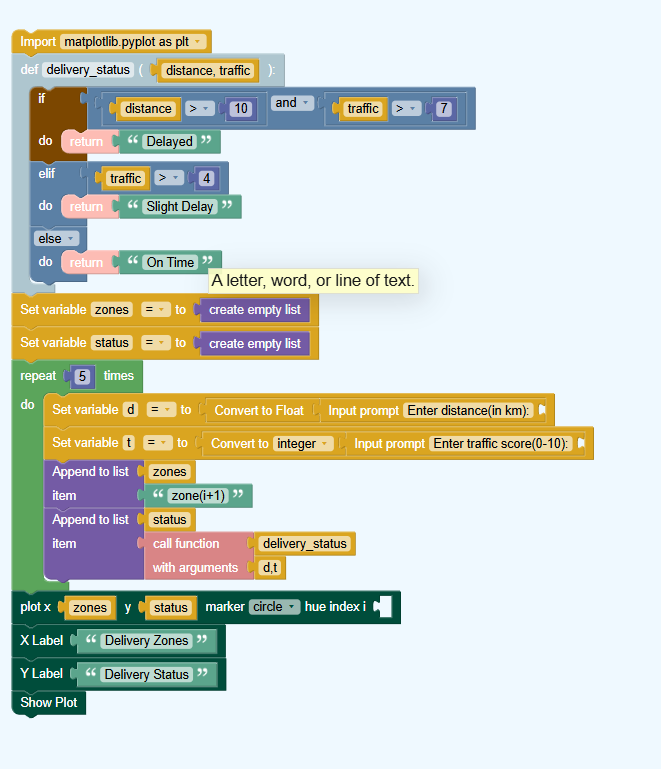 Import matplotlib.pyplot as plt
def delivery_status ( distance, traffic ):
if distance > 10 and traffic > 7
do return “ Delayed ”
elif traffic > 4
do return “ Slight Delay ”
else
do return “ On Time ”
A letter, word, or line of text.
Set variable zones = to create empty list
Set variable status = to create empty list
repeat 5 times
do Set variable d = to Convert to Float Input prompt Enter distance(in km):
Set variable t = to Convert to integer Input prompt Enter traffic score(0-10):
Append to list zones
item “ zone(i+1) ”
Append to list status
item call function delivery_status
with arguments d,t
plot x zones y status marker circle hue index i
X Label “ Delivery Zones ”
Y Label “ Delivery Status ”
Show Plot